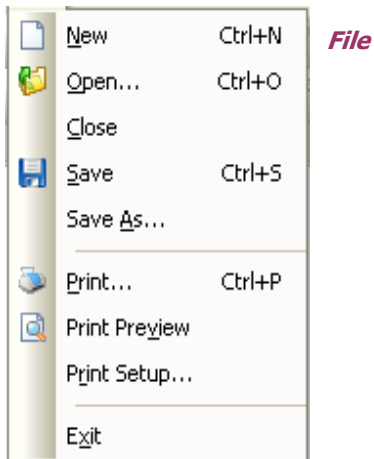 New Ctrl+N File
Open... Ctrl+O
Close
Save Ctrl+S
Save As...
Print... Ctrl+P
Print Preview
Print Setup...
Exit